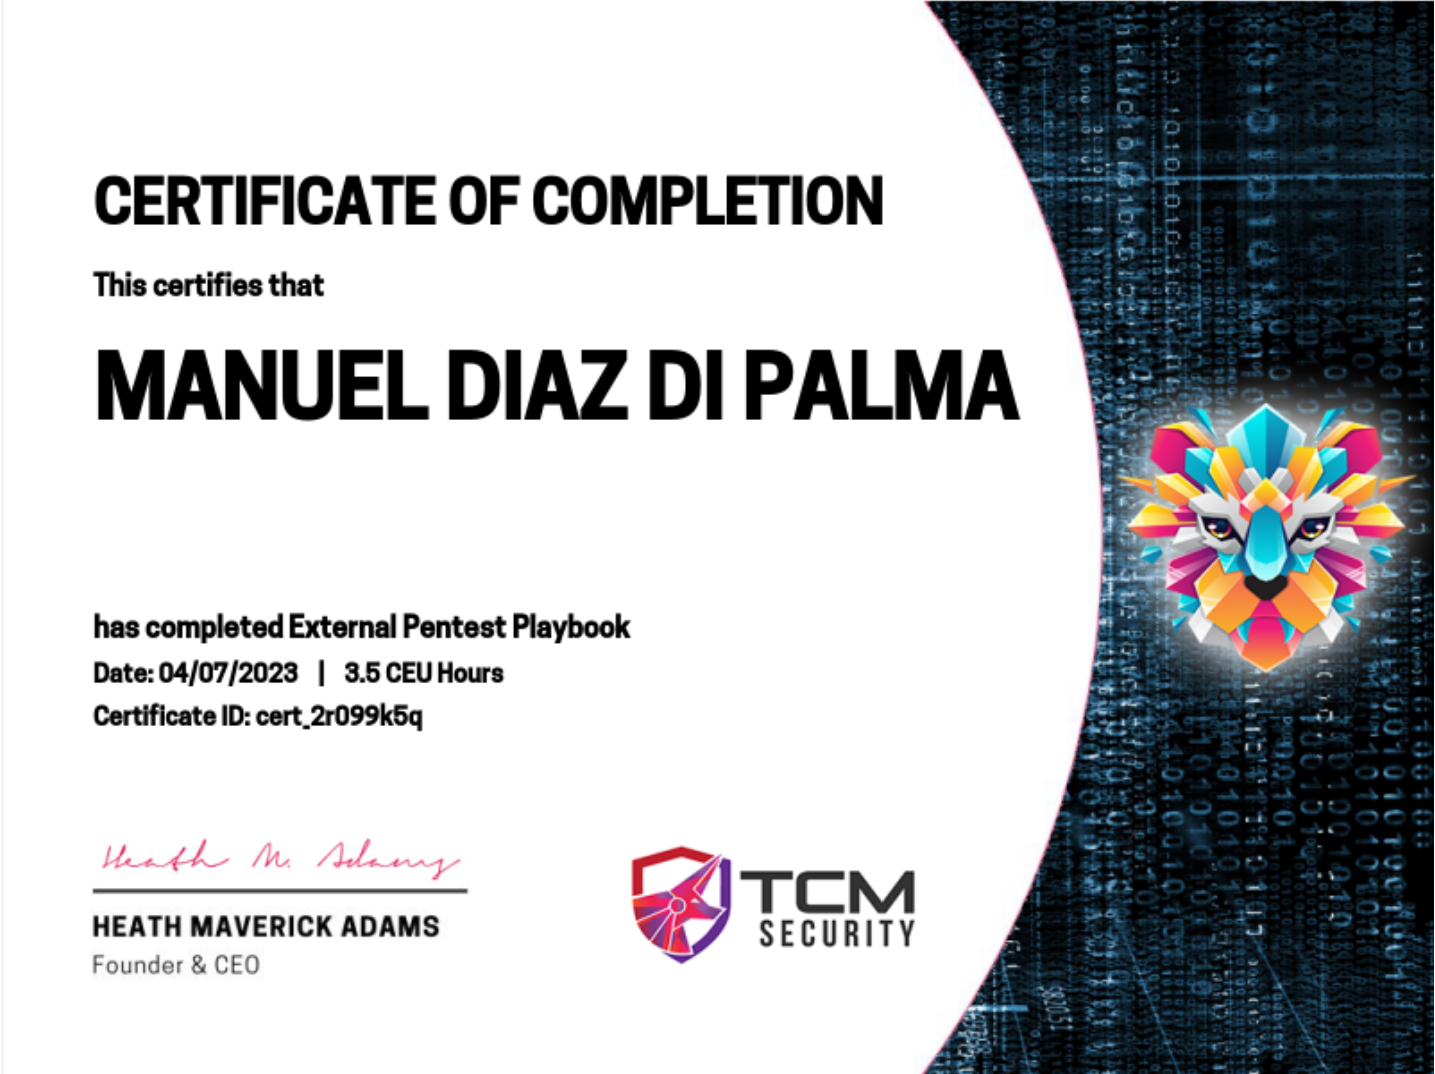 CERTIFICATE OF COMPLETION
This certifies that
MANUEL DIAZ DI PALMA
has completed External Pentest Playbook
Date: 04/07/2023 | 3.5 CEU Hours
Certificate ID: cert_2r099k5q
Heath M. Adams
HEATH MAVERICK ADAMS
Founder & CEO
TCM
SECURITY